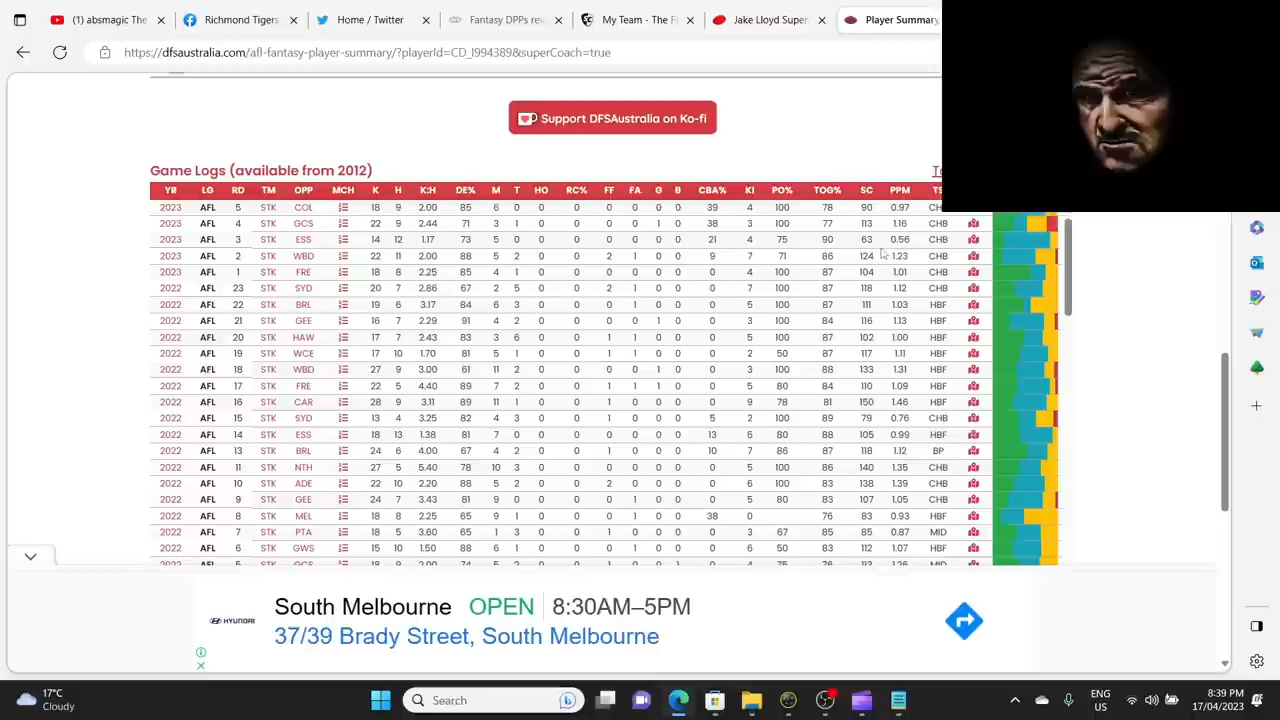 (1) absmagic The
Richmond Tigers
Home / Twitter
Fantasy DPPs rev
My Team - The F
Jake Lloyd Super
Player Summary
https://dfsaustralia.com/afl-fantasy-player-summary/?playerId=CD_I994389&superCoach=true
Support DFSAustralia on Ko-fi
Game Logs (available from 2012)
YR LG RD TM OPP MCH K H K:H DE% M T HO RC% FF FA G B CBA% KI PO% TOG% SC PPM
2023 AFL 5 STK COL 18 9 2.00 85 6 0 0 0 0 0 0 0 39 4 100 78 90 0.97
2023 AFL 4 STK GCS 22 9 2.44 71 3 1 0 0 0 0 1 0 38 3 100 77 113 1.16 CHB
2023 AFL 3 STK ESS 14 12 1.17 73 5 0 0 0 0 0 0 0 21 4 75 90 63 0.56 CHB
2023 AFL 2 STK WBD 22 11 2.00 88 5 2 0 0 2 1 0 0 9 7 71 86 124 1.23 CHB
2023 AFL 1 STK FRE 18 8 2.25 85 4 1 0 0 0 0 0 0 0 4 100 87 104 1.01 CHB
2022 AFL 23 STK SYD 20 7 2.86 67 2 5 0 0 2 1 0 0 0 7 100 87 118 1.12 CHB
2022 AFL 22 STK BRL 19 6 3.17 84 6 3 0 0 0 0 0 0 0 5 100 87 111 1.03 HBF
2022 AFL 21 STK GEE 16 7 2.29 91 4 2 0 0 0 0 1 0 0 3 100 84 116 1.13 HBF
2022 AFL 20 STK HAW 17 7 2.43 83 3 6 0 0 1 1 0 0 0 5 100 87 102 1.00 HBF
2022 AFL 19 STK WCE 17 10 1.70 81 5 1 0 0 1 1 0 0 0 2 50 87 117 1.11 HBF
2022 AFL 18 STK WBD 27 9 3.00 61 11 2 0 0 0 0 1 0 0 3 100 88 133 1.31 HBF
2022 AFL 17 STK FRE 22 5 4.40 89 7 2 0 0 1 1 1 0 0 5 80 84 110 1.09 HBF
2022 AFL 16 STK CAR 28 9 3.11 89 11 1 0 0 1 0 0 0 0 9 78 81 150 1.46 HBF
2022 AFL 15 STK SYD 13 4 3.25 82 4 3 0 0 1 0 0 0 5 2 100 89 79 0.76 CHB
2022 AFL 14 STK ESS 18 13 1.38 81 7 0 0 0 0 0 0 0 13 5 80 88 105 0.99 HBF
2022 AFL 13 STK BRL 24 6 4.00 67 4 2 0 0 1 0 0 0 10 7 86 87 118 1.12 BP
2022 AFL 11 STK NTH 27 5 5.40 78 10 3 0 0 0 0 0 0 0 5 100 86 140 1.35 CHB
2022 AFL 10 STK ADE 22 10 2.20 88 5 2 0 0 2 0 0 0 0 6 100 83 138 1.39 CHB
2022 AFL 9 STK GEE 24 7 3.43 81 9 0 0 0 0 1 0 0 0 5 80 83 107 1.05 CHB
2022 AFL 8 STK MEL 18 8 2.25 65 9 1 0 0 0 1 0 0 38 0 76 83 0.93 HBF
2022 AFL 7 STK PTA 18 5 3.60 65 1 3 0 0 1 0 0 0 0 3 67 85 85 0.87 MID
2022 AFL 6 STK GWS 15 10 1.50 88 6 1 0 0 0 0 0 0 0 6 50 83 112 1.07 HBF
HYUNDAI
South Melbourne OPEN 8:30AM–5PM
37/39 Brady Street, South Melbourne
17°C
Cloudy
Search
ENG
US
8:39 PM
17/04/2023